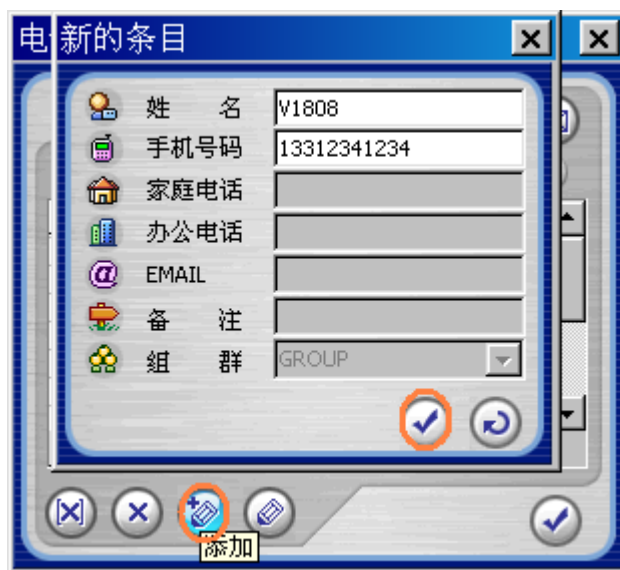 电
新的条目
姓 名 V1808
手机号码 13312341234
家庭电话
办公电话
EMAIL
备 注
组 群 GROUP
添加